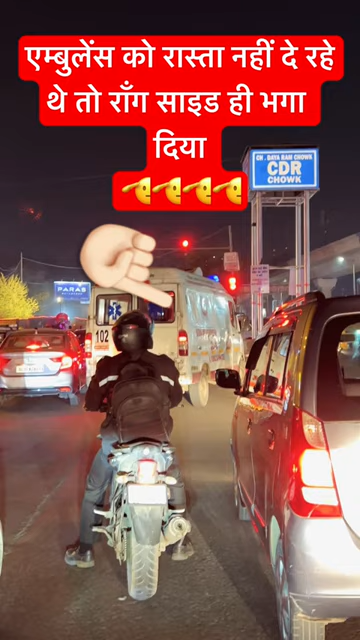 एम्बुलेंस को रास्ता नहीं दे रहे
थे तो राँग साइड ही भगा
दिया
🫡🫡🫡🫡
CH. DAYA RAM CHOWK
CDR
CHOWK
PARAS
102